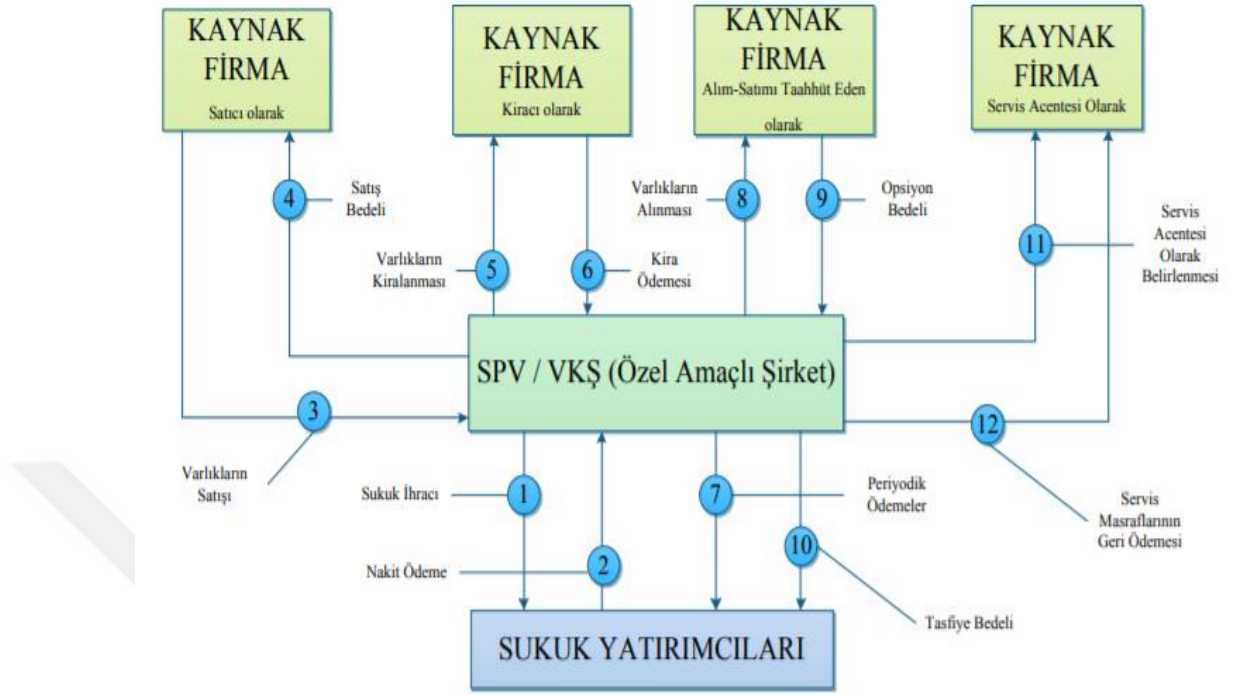 KAYNAK
FİRMA
Satıcı olarak
KAYNAK
FİRMA
Kiracı olarak
KAYNAK
FİRMA
Alım-Satımı Taahhüt Eden
olarak
KAYNAK
FİRMA
Servis Acentesi Olarak
4
Satış
Bedeli
Varlıkların
Kiralanması
5
6
Kira
Ödemesi
Varlıkların
Alınması
8
9
Opsiyon
Bedeli
11
Servis
Acentesi
Olarak
Belirlenmesi
SPV / VKŞ (Özel Amaçlı Şirket)
3
Varlıkların
Satışı
12
Servis
Masraflarının
Geri Ödemesi
Sukuk İhracı
1
Nakit Ödeme
2
7
Periyodik
Ödemeler
10
Tasfiye Bedeli
SUKUK YATIRIMCILARI